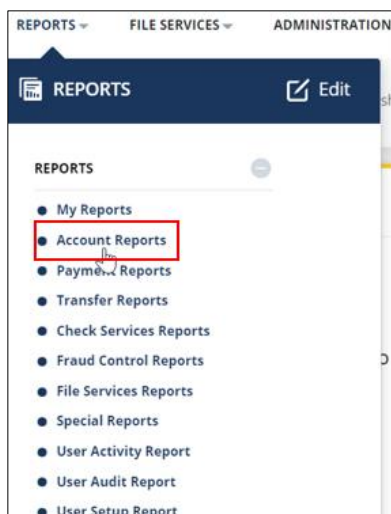 REPORTS FILE SERVICES ADMINISTRATION
REPORTS Edit
REPORTS
My Reports
Account Reports
Payment Reports
Transfer Reports
Check Services Reports
Fraud Control Reports
File Services Reports
Special Reports
User Activity Report
User Audit Report
User Setup Report